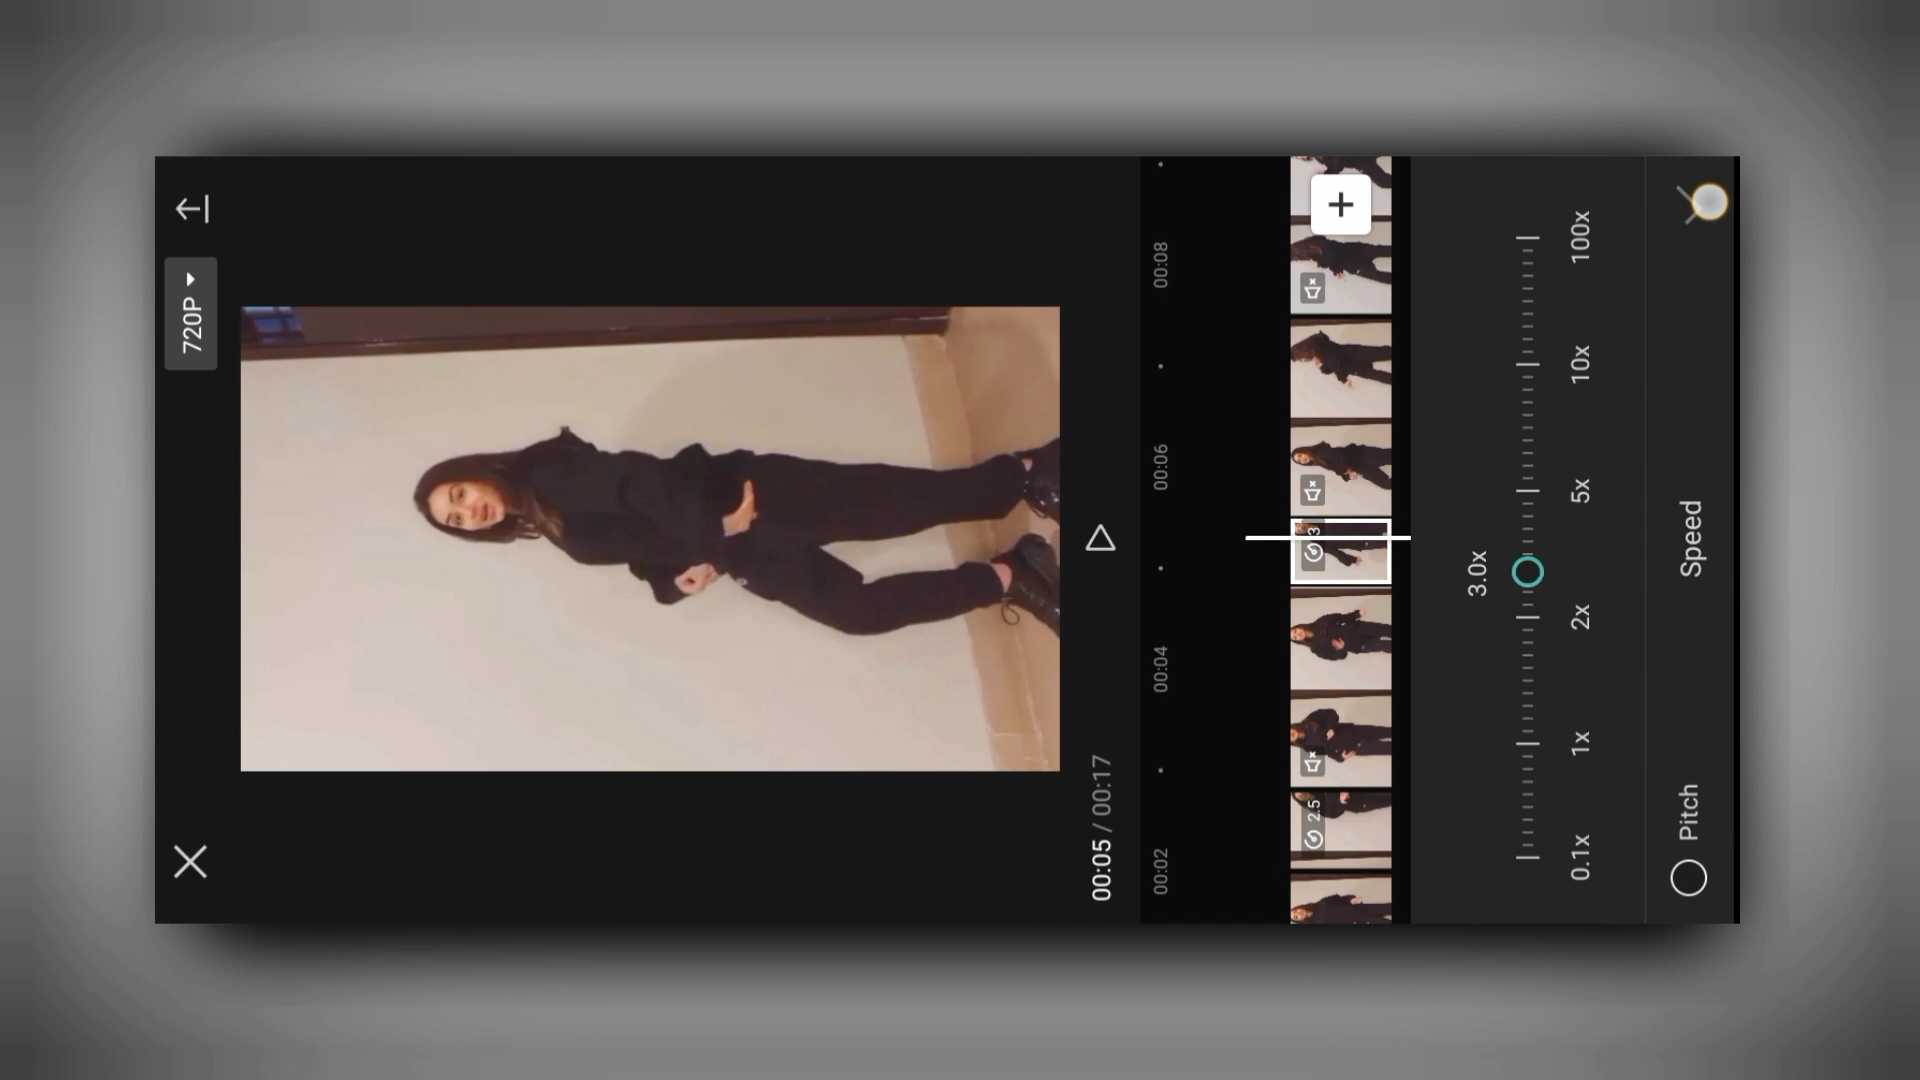 720P
00:05 / 00:17
00:02
00:04
00:06
00:08
2.5
3
3.0x
0.1x
1x
2x
5x
10x
100x
Pitch
Speed